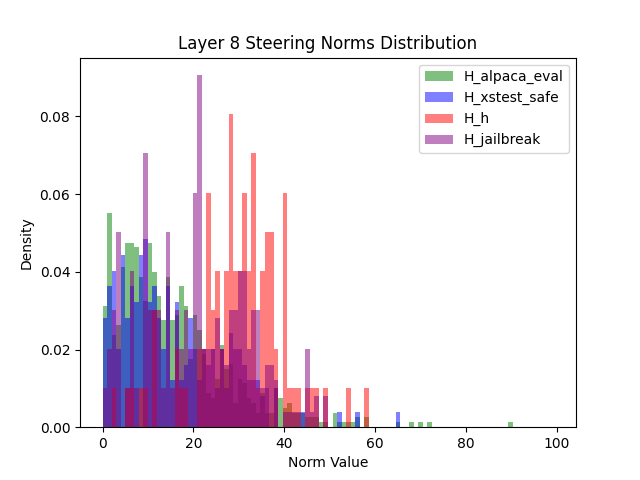 Layer 8 Steering Norms Distribution
H_alpaca_eval
H_xstest_safe
H_h
H_jailbreak
Density
0.08
0.06
0.04
0.02
0.00
0 20 40 60 80 100
Norm Value